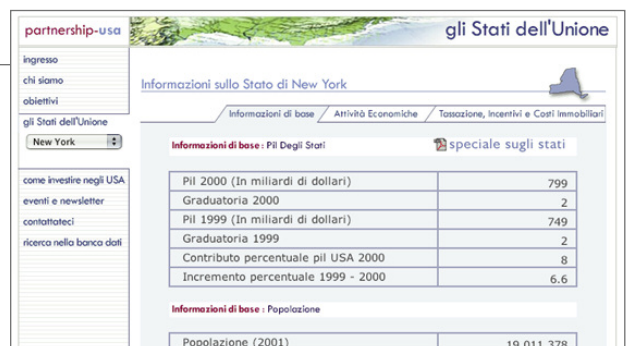 partnership-usa
gli Stati dell'Unione
ingresso
chi siamo
obiettivi
gli Stati dell'Unione
New York
come investire negli USA
eventi e newsletter
contattateci
ricerca nella banca dati
Informazioni sullo Stato di New York
Informazioni di base
Attività Economiche
Tassazione, Incentivi e Costi Immobiliari
Informazioni di base : Pil Degli Stati
speciale sugli stati
Pil 2000 (In miliardi di dollari) 799
Graduatoria 2000 2
Pil 1999 (In miliardi di dollari) 749
Graduatoria 1999 2
Contributo percentuale pil USA 2000 8
Incremento percentuale 1999 - 2000 6.6
Informazioni di base : Popolazione
Popolazione (2001) 19,011,378